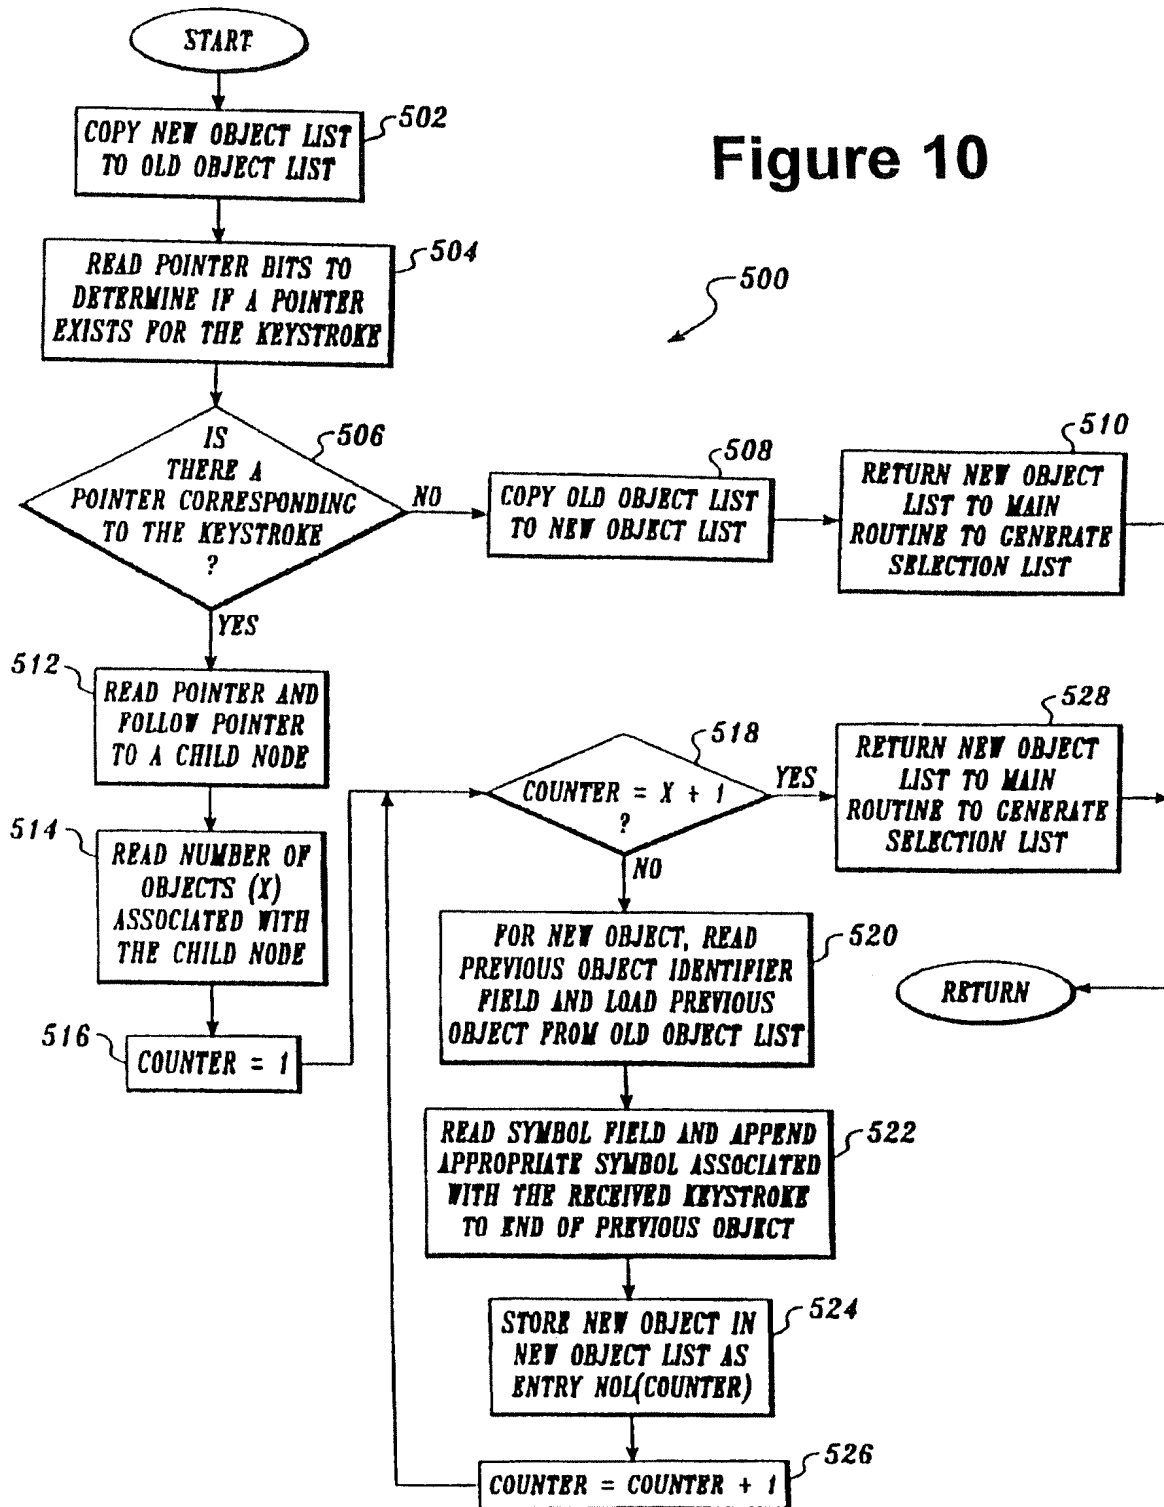 START
502
COPY NEW OBJECT LIST
TO OLD OBJECT LIST
Figure 10
504
READ POINTER BITS TO
DETERMINE IF A POINTER
EXISTS FOR THE KEYSTROKE
500
506
IS
THERE A
POINTER CORRESPONDING
TO THE KEYSTROKE
?
NO
508
COPY OLD OBJECT LIST
TO NEW OBJECT LIST
510
RETURN NEW OBJECT
LIST TO MAIN
ROUTINE TO GENERATE
SELECTION LIST
YES
512
READ POINTER AND
FOLLOW POINTER
TO A CHILD NODE
514
READ NUMBER OF
OBJECTS (X)
ASSOCIATED WITH
THE CHILD NODE
516
COUNTER = 1
518
COUNTER = X + 1
?
YES
528
RETURN NEW OBJECT
LIST TO MAIN
ROUTINE TO GENERATE
SELECTION LIST
NO
520
FOR NEW OBJECT, READ
PREVIOUS OBJECT IDENTIFIER
FIELD AND LOAD PREVIOUS
OBJECT FROM OLD OBJECT LIST
RETURN
522
READ SYMBOL FIELD AND APPEND
APPROPRIATE SYMBOL ASSOCIATED
WITH THE RECEIVED KEYSTROKE
TO END OF PREVIOUS OBJECT
524
STORE NEW OBJECT IN
NEW OBJECT LIST AS
ENTRY NOL(COUNTER)
526
COUNTER = COUNTER + 1